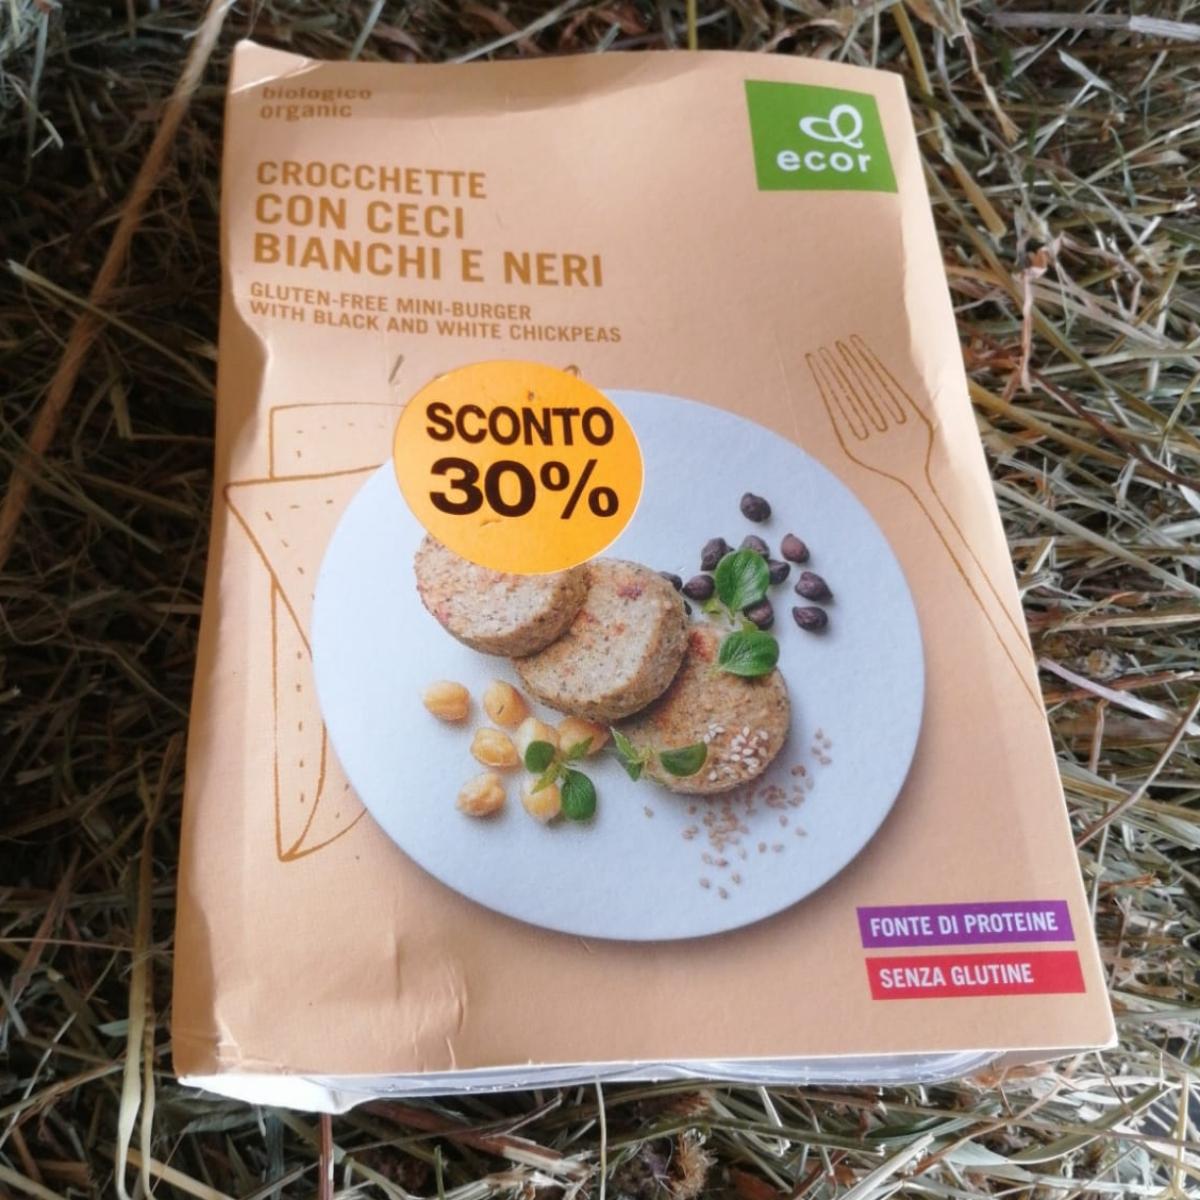 biologico
organic
ecor
CROCCHETTE
CON CECI
BIANCHI E NERI
GLUTEN-FREE MINI-BURGER
WITH BLACK AND WHITE CHICKPEAS
SCONTO
30%
FONTE DI PROTEINE
SENZA GLUTINE